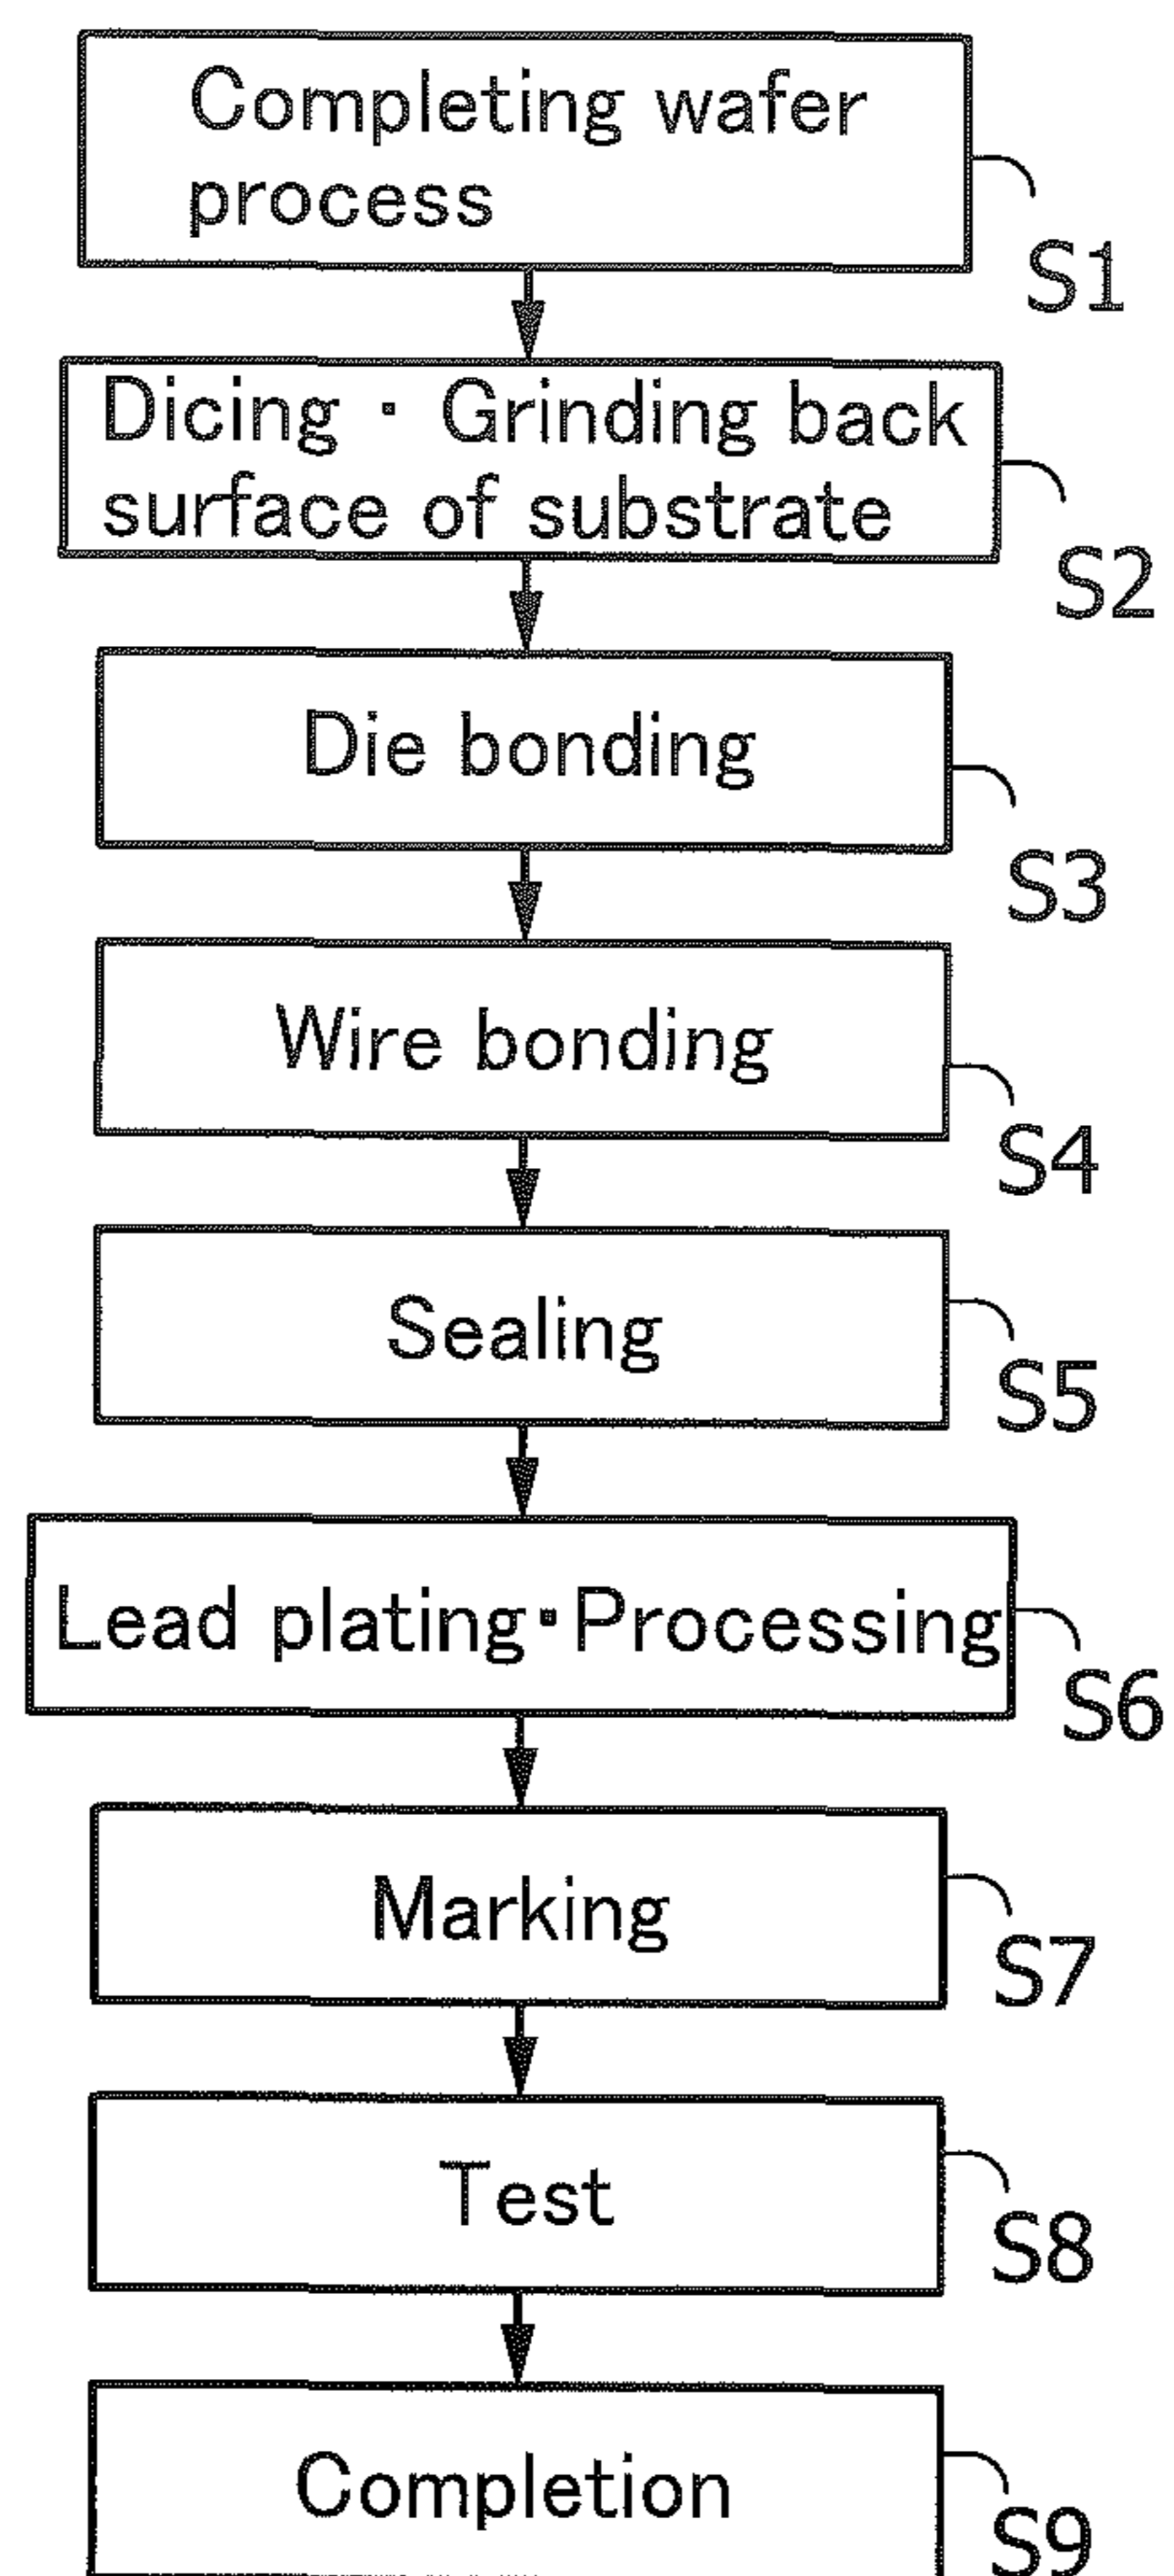 Completing wafer
process
S1
Dicing · Grinding back
surface of substrate
S2
Die bonding
S3
Wire bonding
S4
Sealing
S5
Lead plating·Processing
S6
Marking
S7
Test
S8
Completion
S9